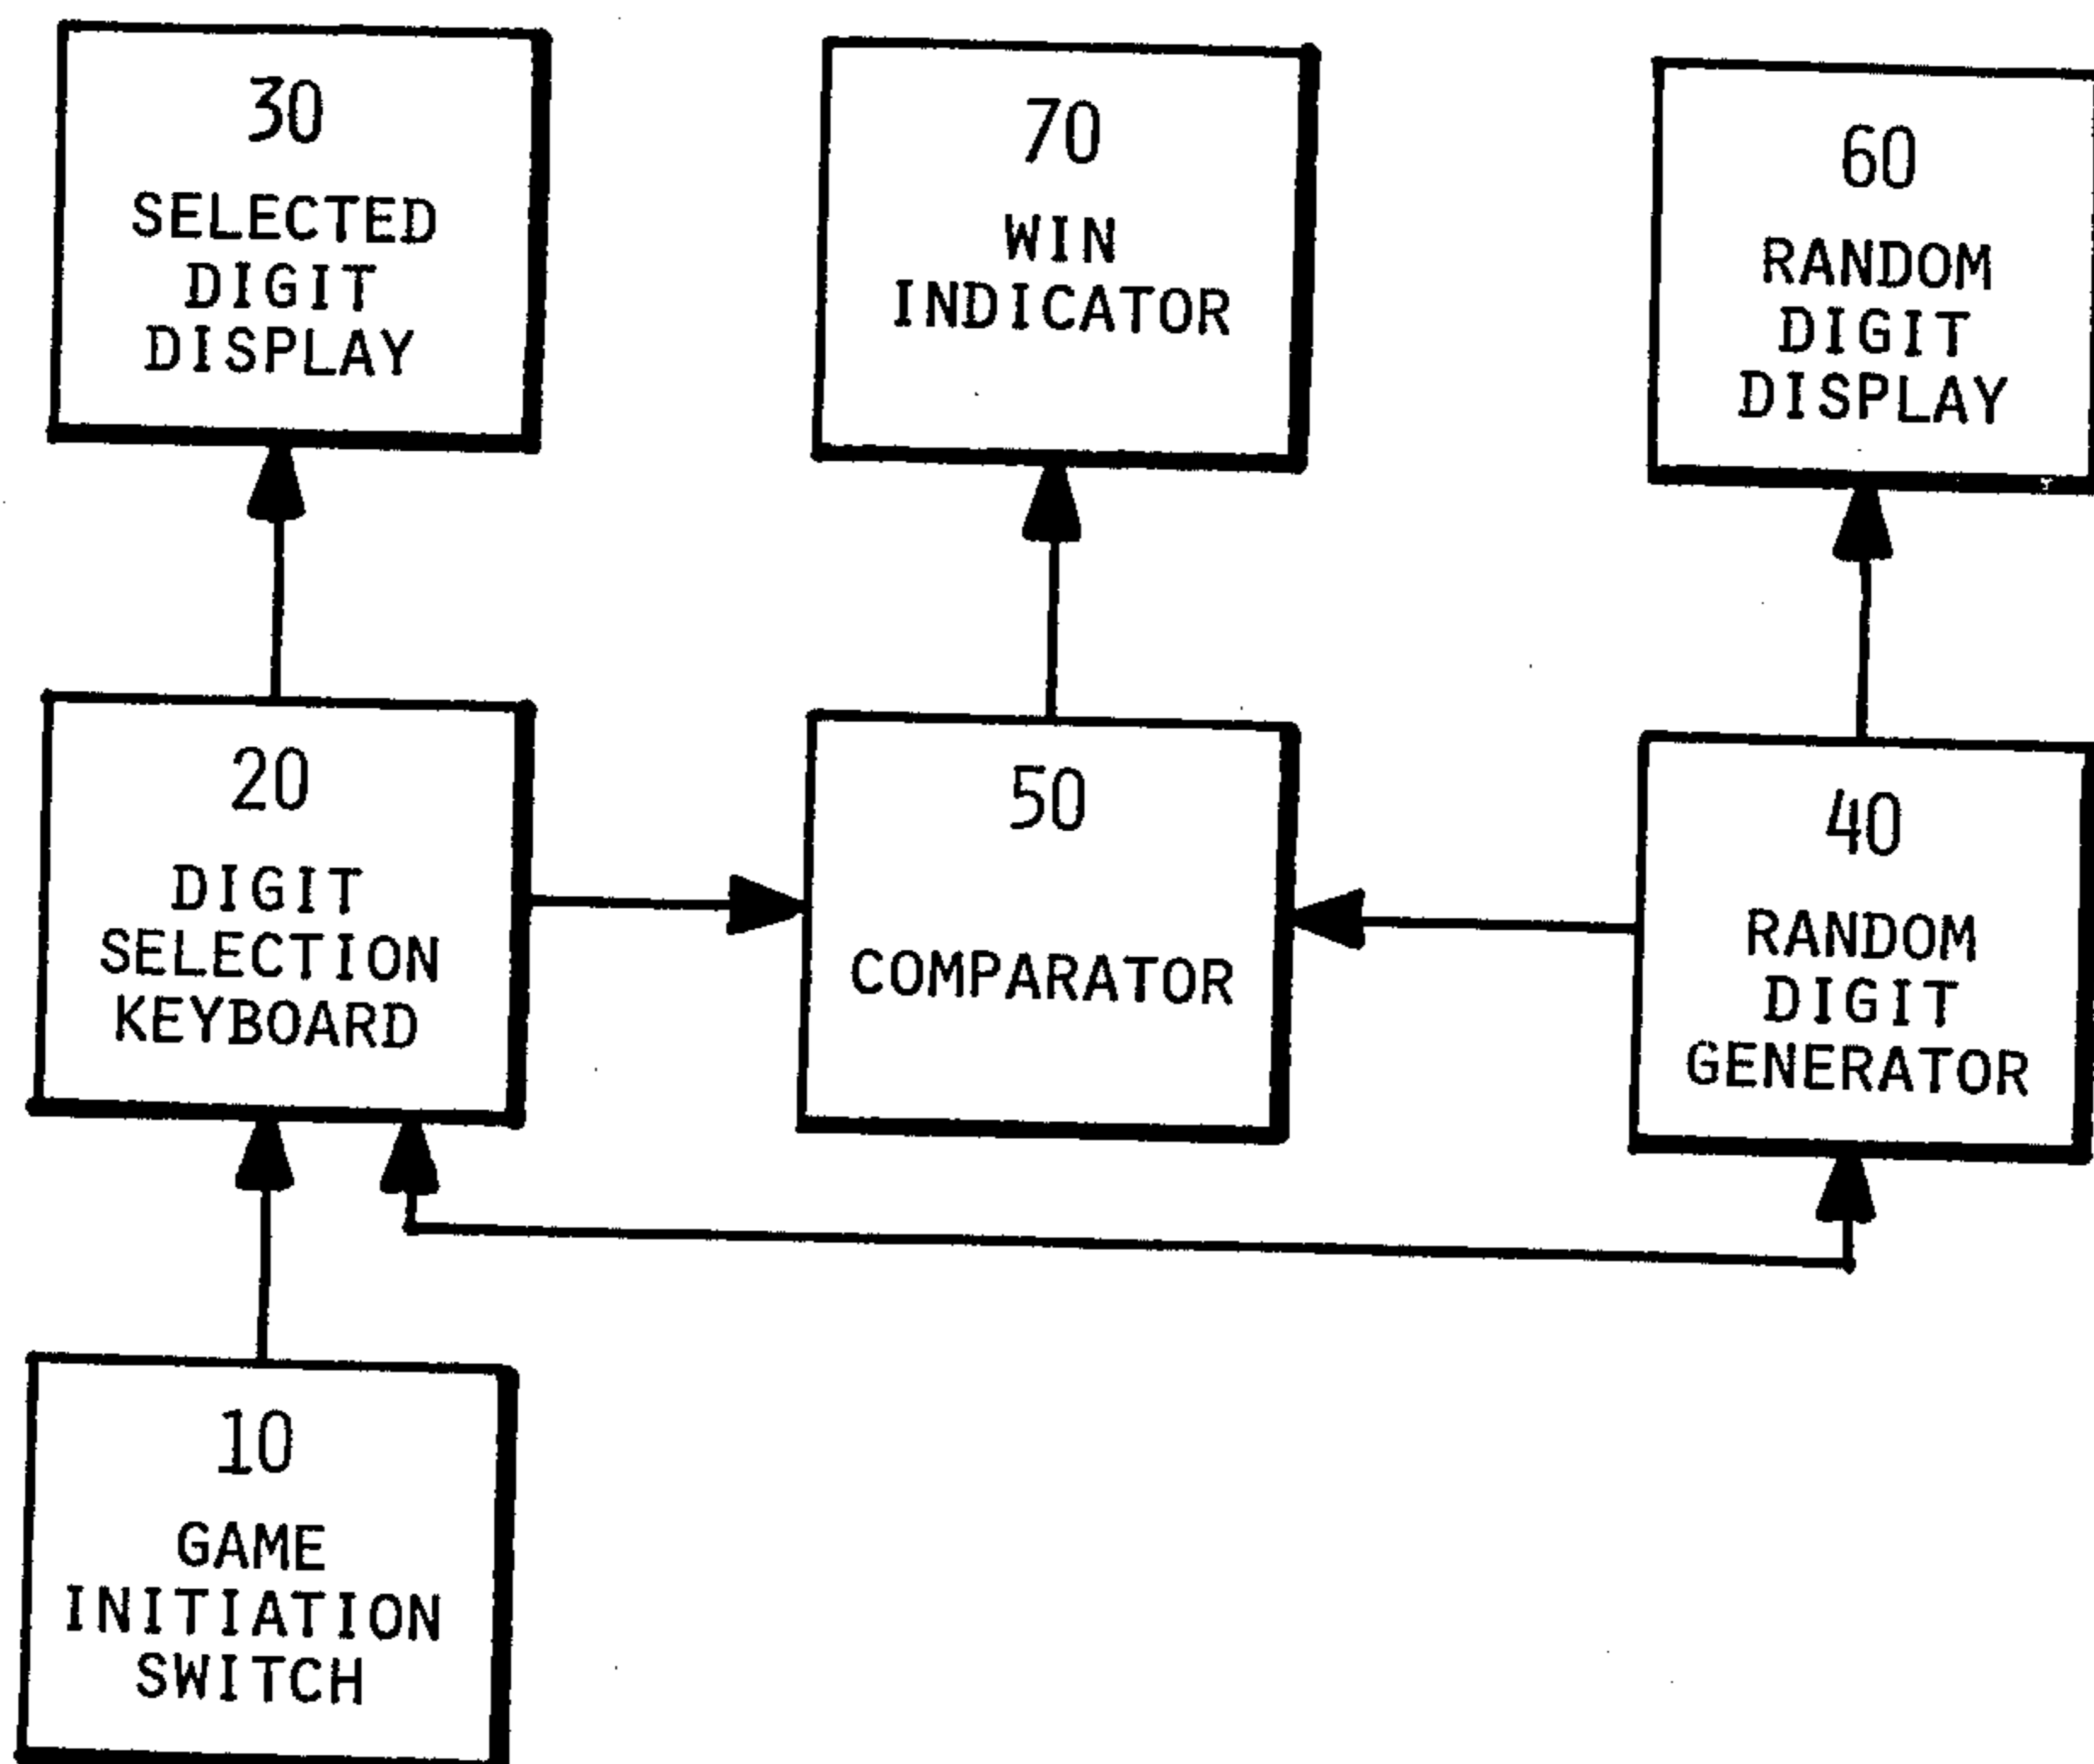 30
SELECTED
DIGIT
DISPLAY
70
WIN
INDICATOR
60
RANDOM
DIGIT
DISPLAY
20
DIGIT
SELECTION
KEYBOARD
50
COMPARATOR
40
RANDOM
DIGIT
GENERATOR
10
GAME
INITIATION
SWITCH